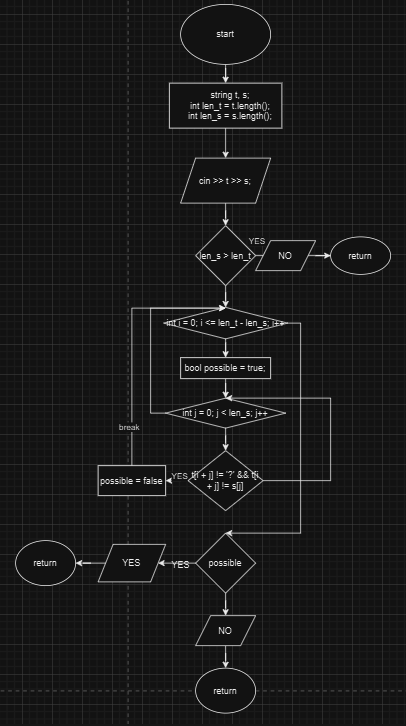 start
string t, s;
int len_t = t.length();
int len_s = s.length();
cin >> t >> s;
len_s > len_t
YES
NO
return
int i = 0; i <= len_t - len_s; i++
bool possible = true;
int j = 0; j < len_s; j++
break
possible = false
YES
t[i + j] != '?' && t[i
+ j] != s[j]
return
YES
YES
possible
NO
return